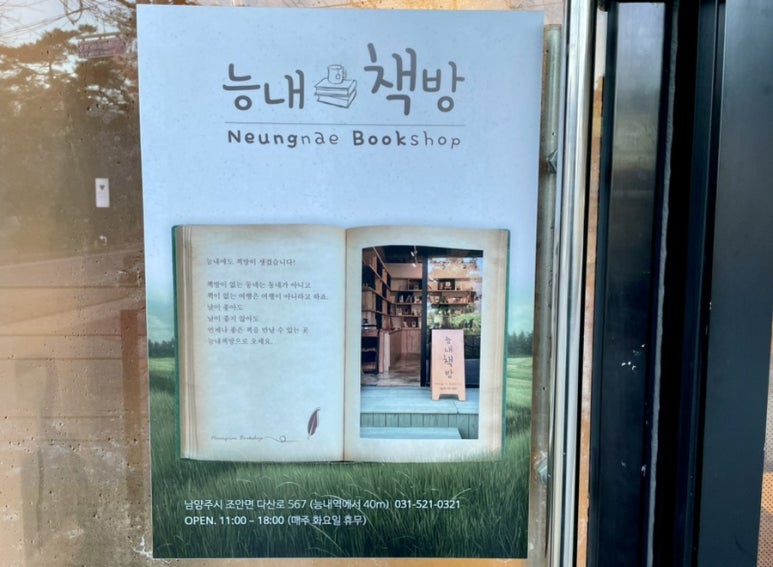 능내 책방
Neungnae Bookshop
능내에도 책방이 생겼습니다!
책방이 없는 동네는 동네가 아니고
책이 없는 여행은 여행이 아니라고 하죠.
날이 좋아도
날이 좋지 않아도
언제나 좋은 책을 만날 수 있는 곳
능내책방으로 오세요.
Neungnae Bookshop
능내책방
남양주시 조안면 다산로 567 (능내역에서 40m) 031-521-0321
OPEN. 11:00 – 18:00 (매주 화요일 휴무)